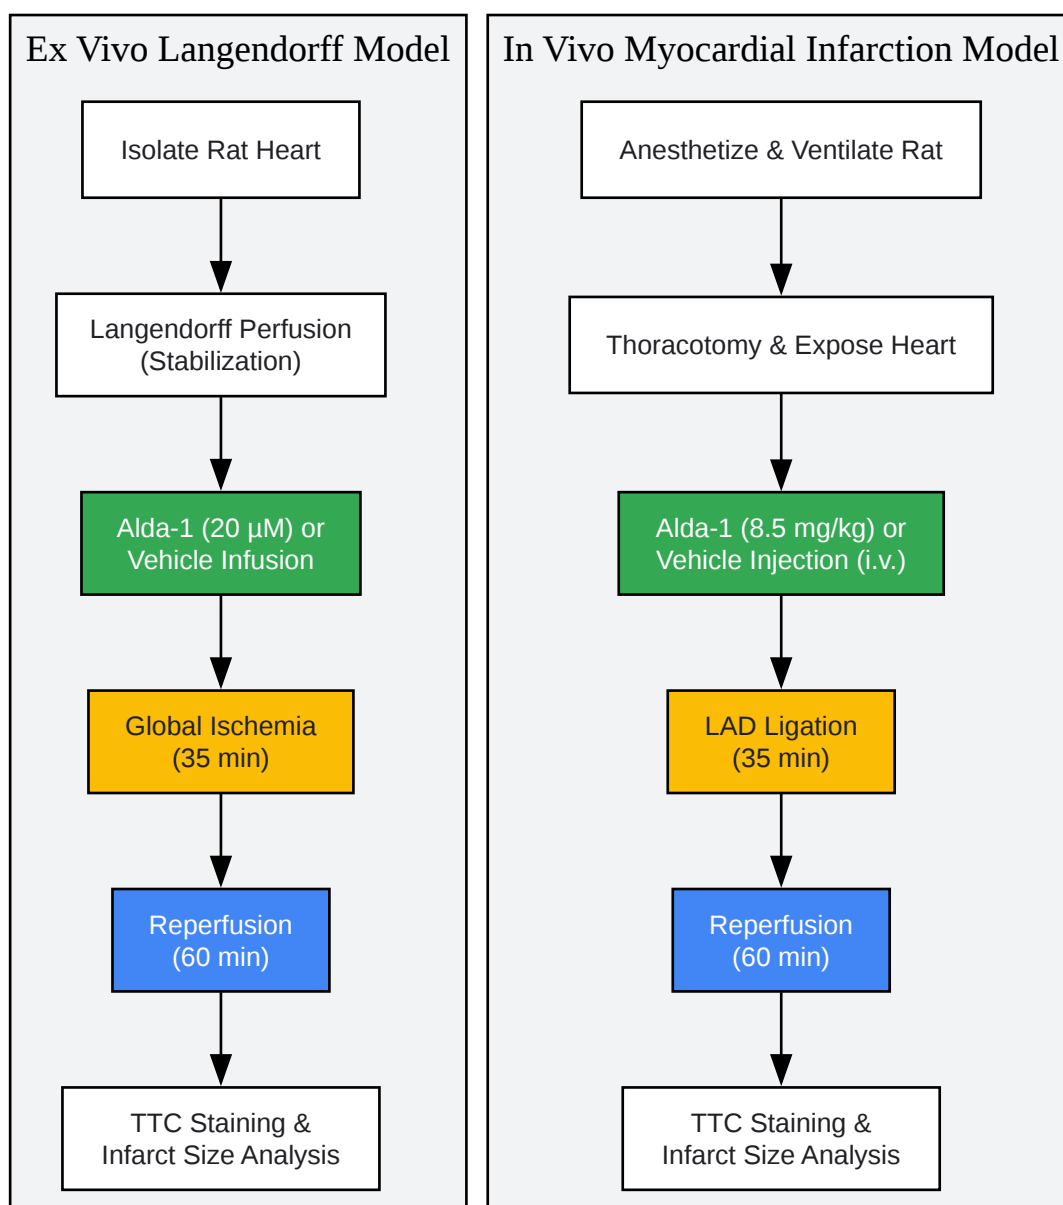 Ex Vivo Langendorff Model
Isolate Rat Heart
Langendorff Perfusion
(Stabilization)
Alda-1 (20 µM) or
Vehicle Infusion
Global Ischemia
(35 min)
Reperfusion
(60 min)
TTC Staining &
Infarct Size Analysis
In Vivo Myocardial Infarction Model
Anesthetize & Ventilate Rat
Thoracotomy & Expose Heart
Alda-1 (8.5 mg/kg) or
Vehicle Injection (i.v.)
LAD Ligation
(35 min)
Reperfusion
(60 min)
TTC Staining &
Infarct Size Analysis